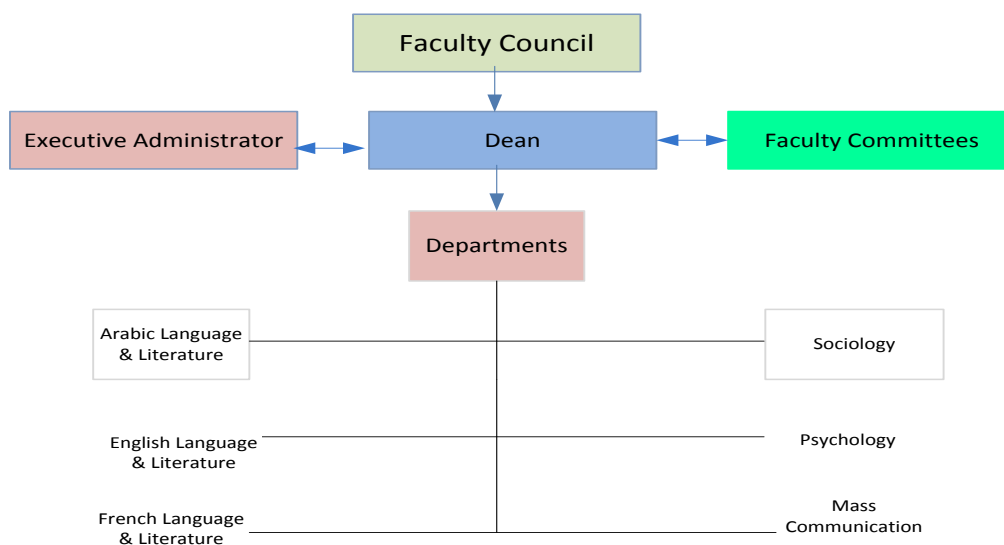 Faculty Council
Executive Administrator
Dean
Faculty Committees
Departments
Arabic Language
& Literature
Sociology
English Language
& Literature
Psychology
French Language
& Literature
Mass
Communication